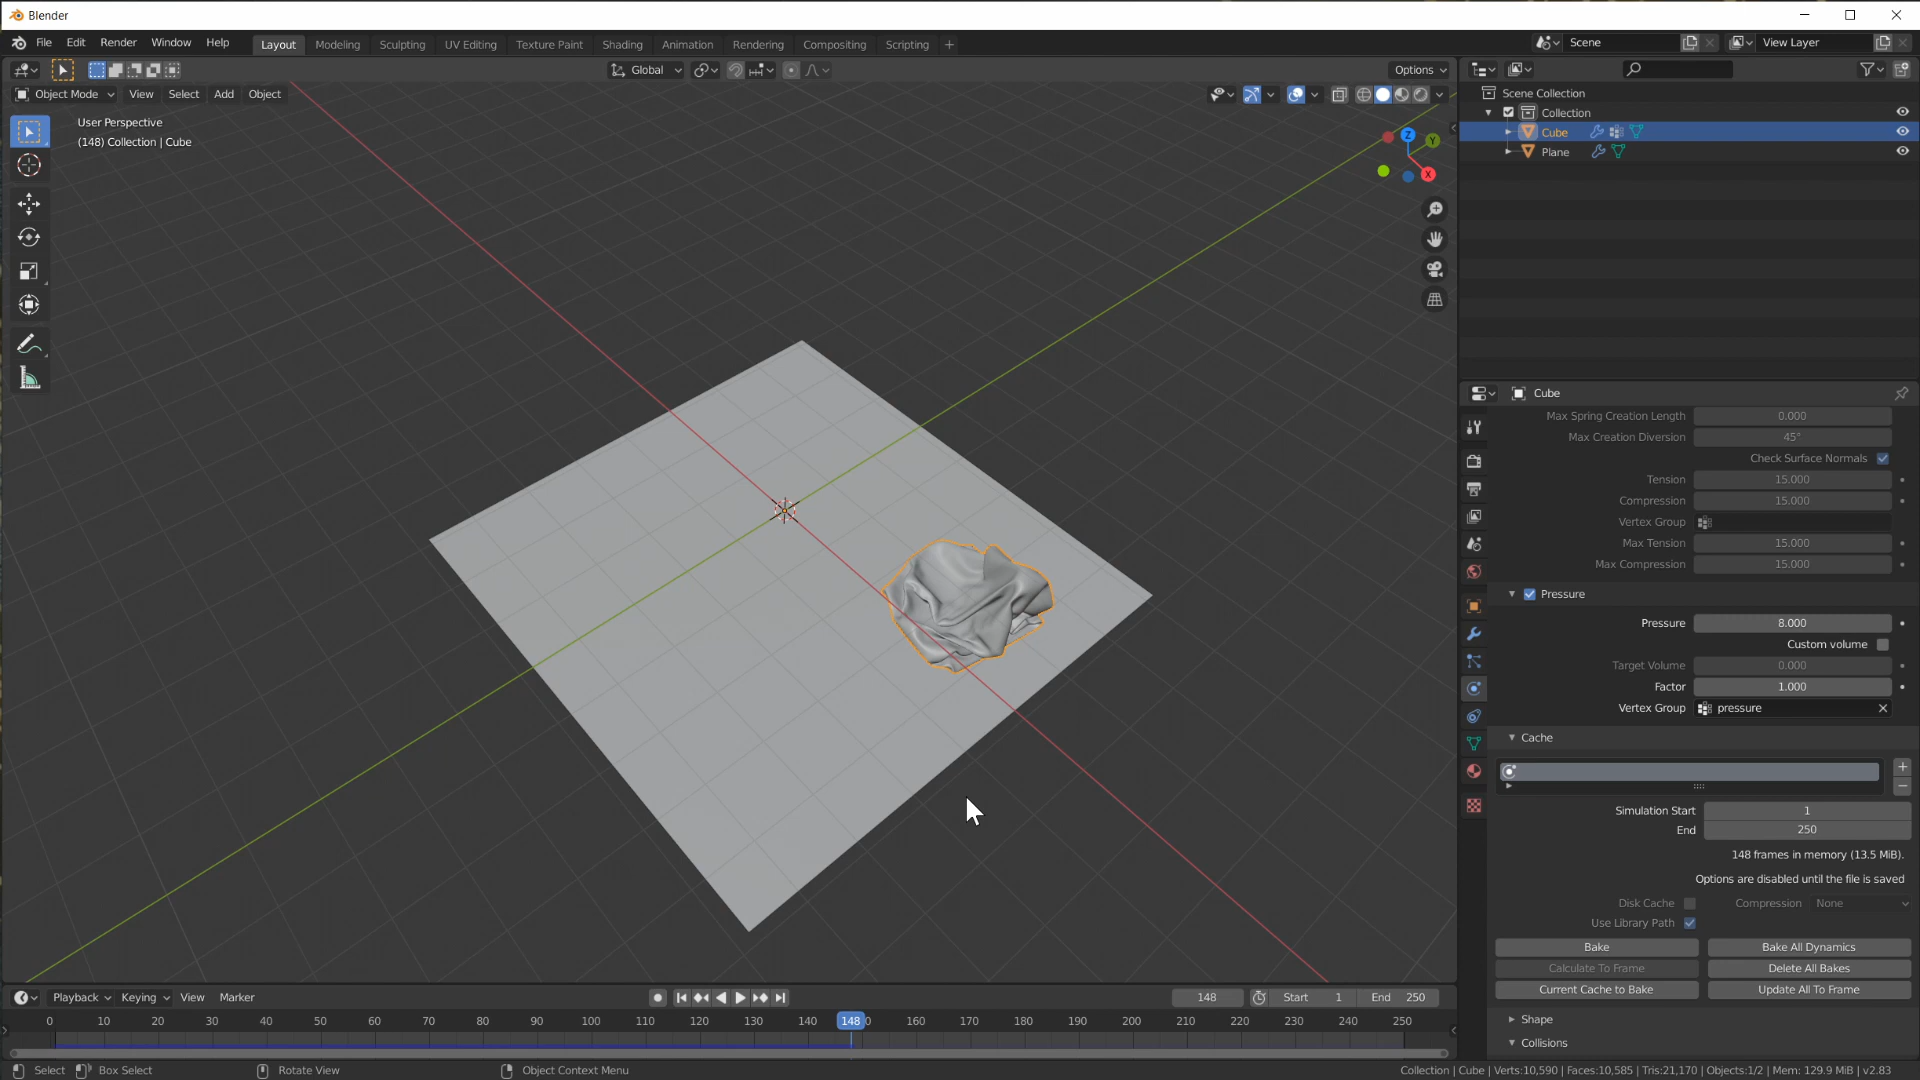 Blender
File Edit Render Window Help Layout Modeling Sculpting UV Editing Texture Paint Shading Animation Rendering Compositing Scripting + Scene View Layer
Global Options
Object Mode View Select Add Object
User Perspective
(148) Collection | Cube
Z
Y
X
Scene Collection
Collection
Cube
Plane
Cube
Max Spring Creation Length 0.000
Max Creation Diversion 45°
Check Surface Normals
Tension 15.000
Compression 15.000
Vertex Group
Max Tension 15.000
Max Compression 15.000
Pressure
Pressure 8.000
Custom volume
Target Volume 0.000
Factor 1.000
Vertex Group pressure
Cache
Simulation Start 1
End 250
148 frames in memory (13.5 MiB).
Options are disabled until the file is saved
Disk Cache Compression None
Use Library Path
Bake Bake All Dynamics
Calculate To Frame Delete All Bakes
Current Cache to Bake Update All To Frame
Shape
Collisions
Playback Keying View Marker 148 Start 1 End 250
0 10 20 30 40 50 60 70 80 90 100 110 120 130 140 148 0 160 170 180 190 200 210 220 230 240 250
Select Box Select Rotate View Object Context Menu Collection | Cube | Verts:10,590 | Faces:10,585 | Tris:21,170 | Objects:1/2 | Mem: 129.9 MiB | v2.83